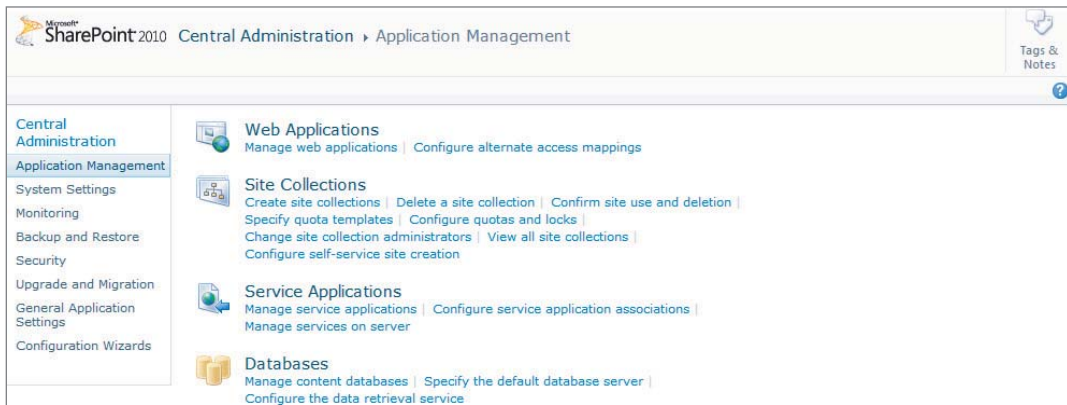 Microsoft
SharePoint 2010 Central Administration ▸ Application Management
Tags &
Notes
?
Central
Administration
Application Management
System Settings
Monitoring
Backup and Restore
Security
Upgrade and Migration
General Application
Settings
Configuration Wizards
Web Applications
Manage web applications | Configure alternate access mappings
Site Collections
Create site collections | Delete a site collection | Confirm site use and deletion |
Specify quota templates | Configure quotas and locks |
Change site collection administrators | View all site collections |
Configure self-service site creation
Service Applications
Manage service applications | Configure service application associations |
Manage services on server
Databases
Manage content databases | Specify the default database server |
Configure the data retrieval service